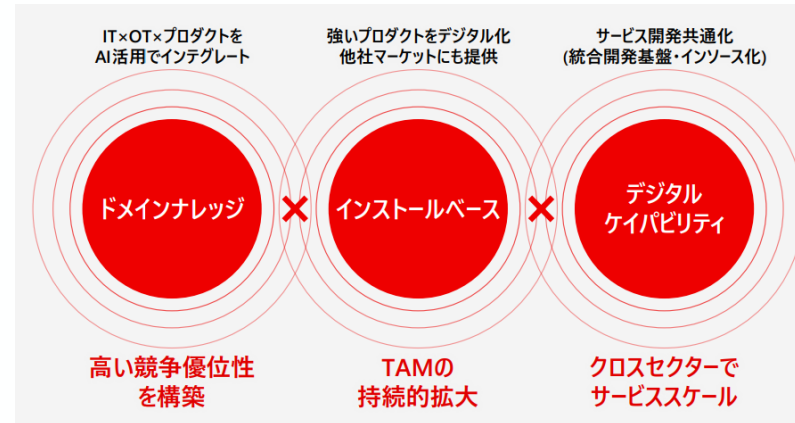 IT×OT×プロダクトを
AI活用でインテグレート
強いプロダクトをデジタル化
他社マーケットにも提供
サービス開発共通化
(統合開発基盤・インソース化)
ドメインナレッジ
×
インストールベース
×
デジタル
ケイパビリティ
高い競争優位性
を構築
TAMの
持続的拡大
クロスセクターで
サービススケール